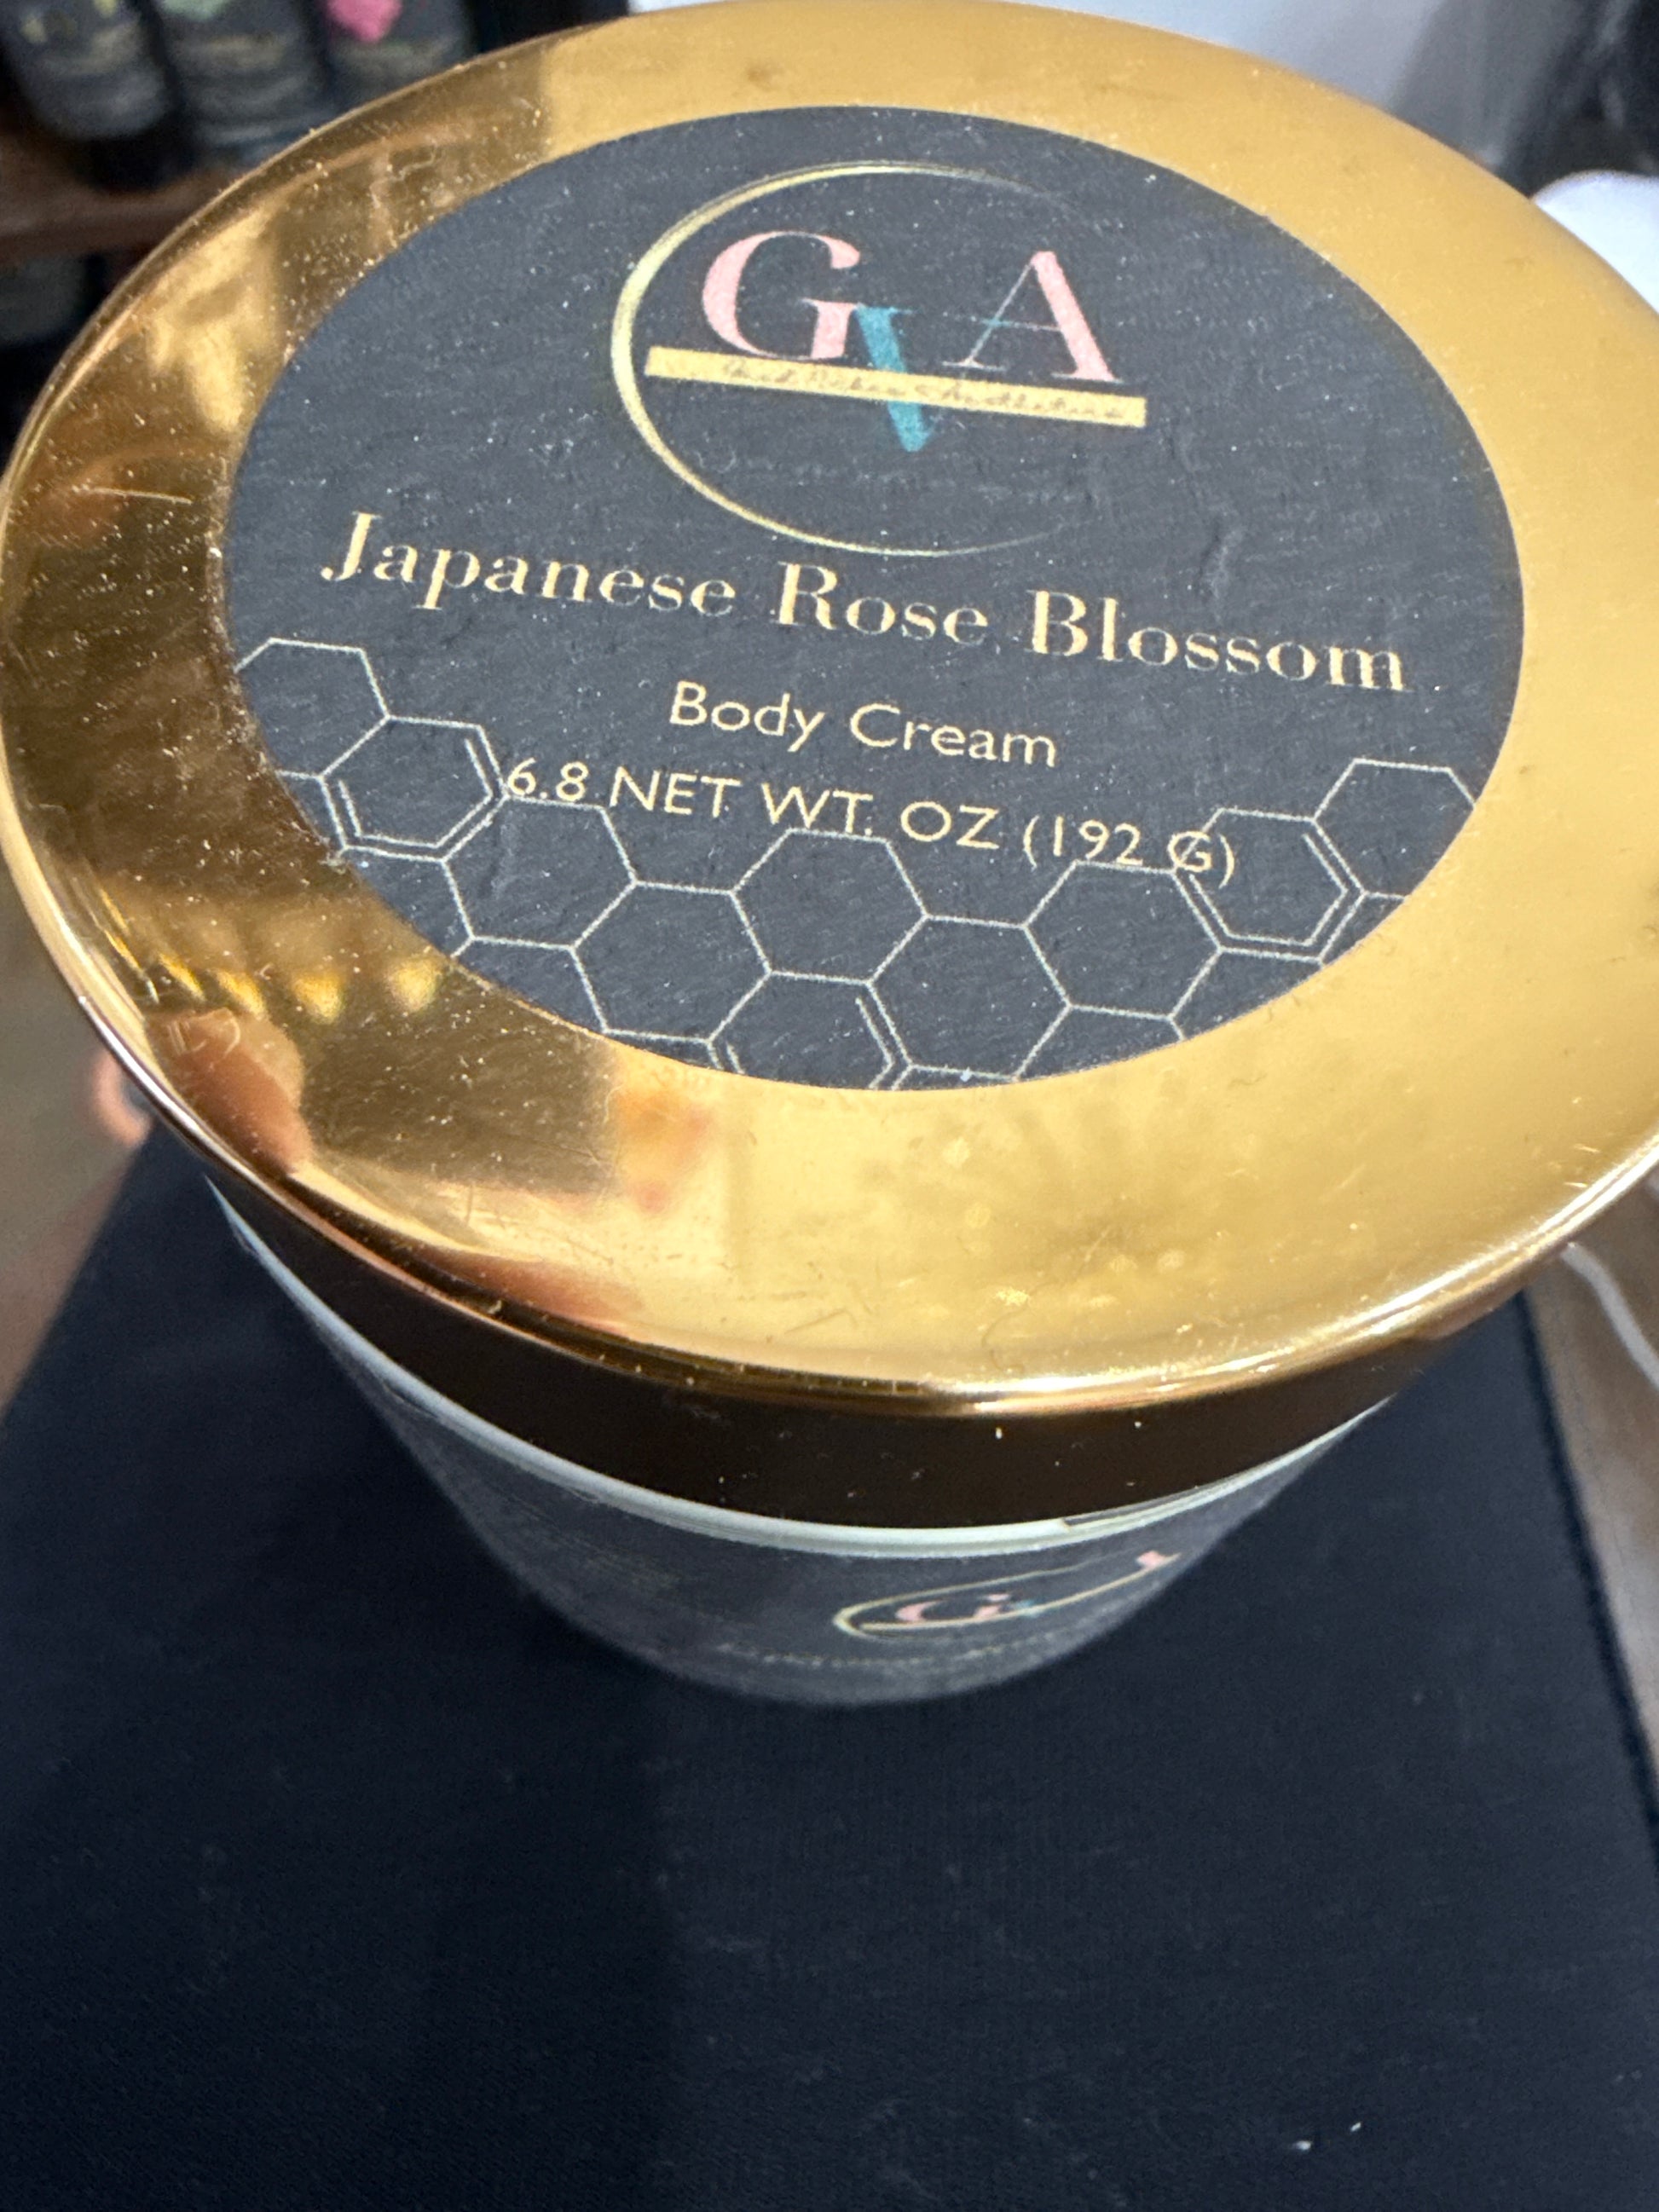 GVA
Japanese Rose Blossom
Body Cream
6.8 NET WT. OZ (192 G)